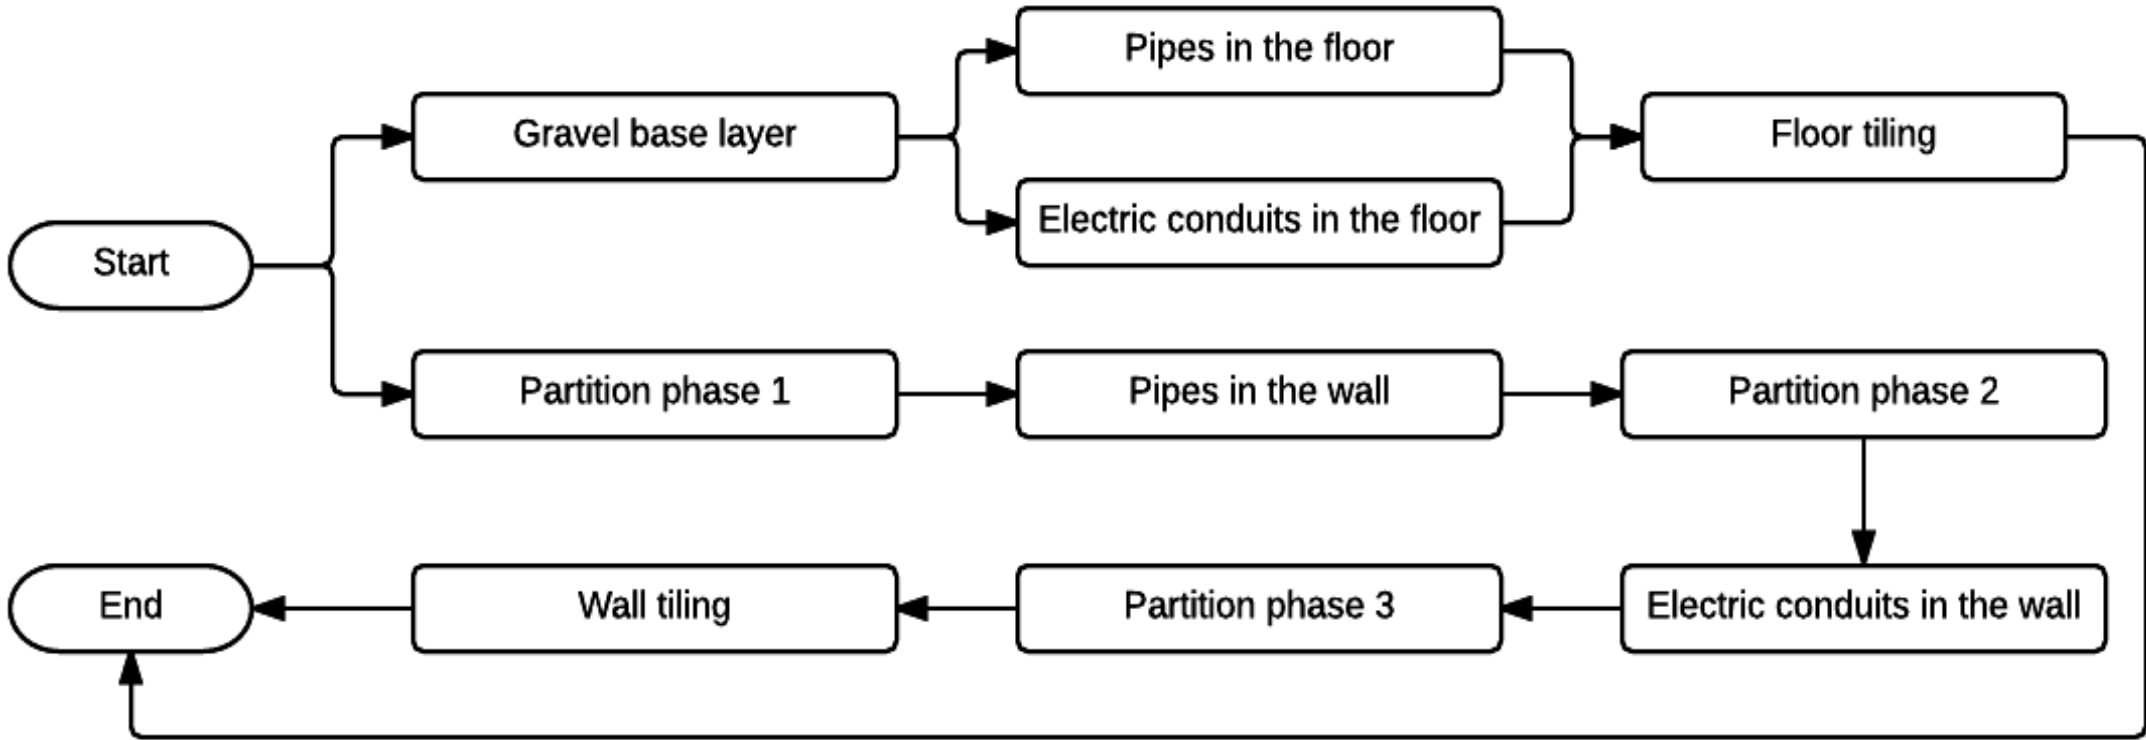 Pipes in the floor
Gravel base layer
Floor tiling
Electric conduits in the floor
Start
Partition phase 1
Pipes in the wall
Partition phase 2
End
Wall tiling
Partition phase 3
Electric conduits in the wall